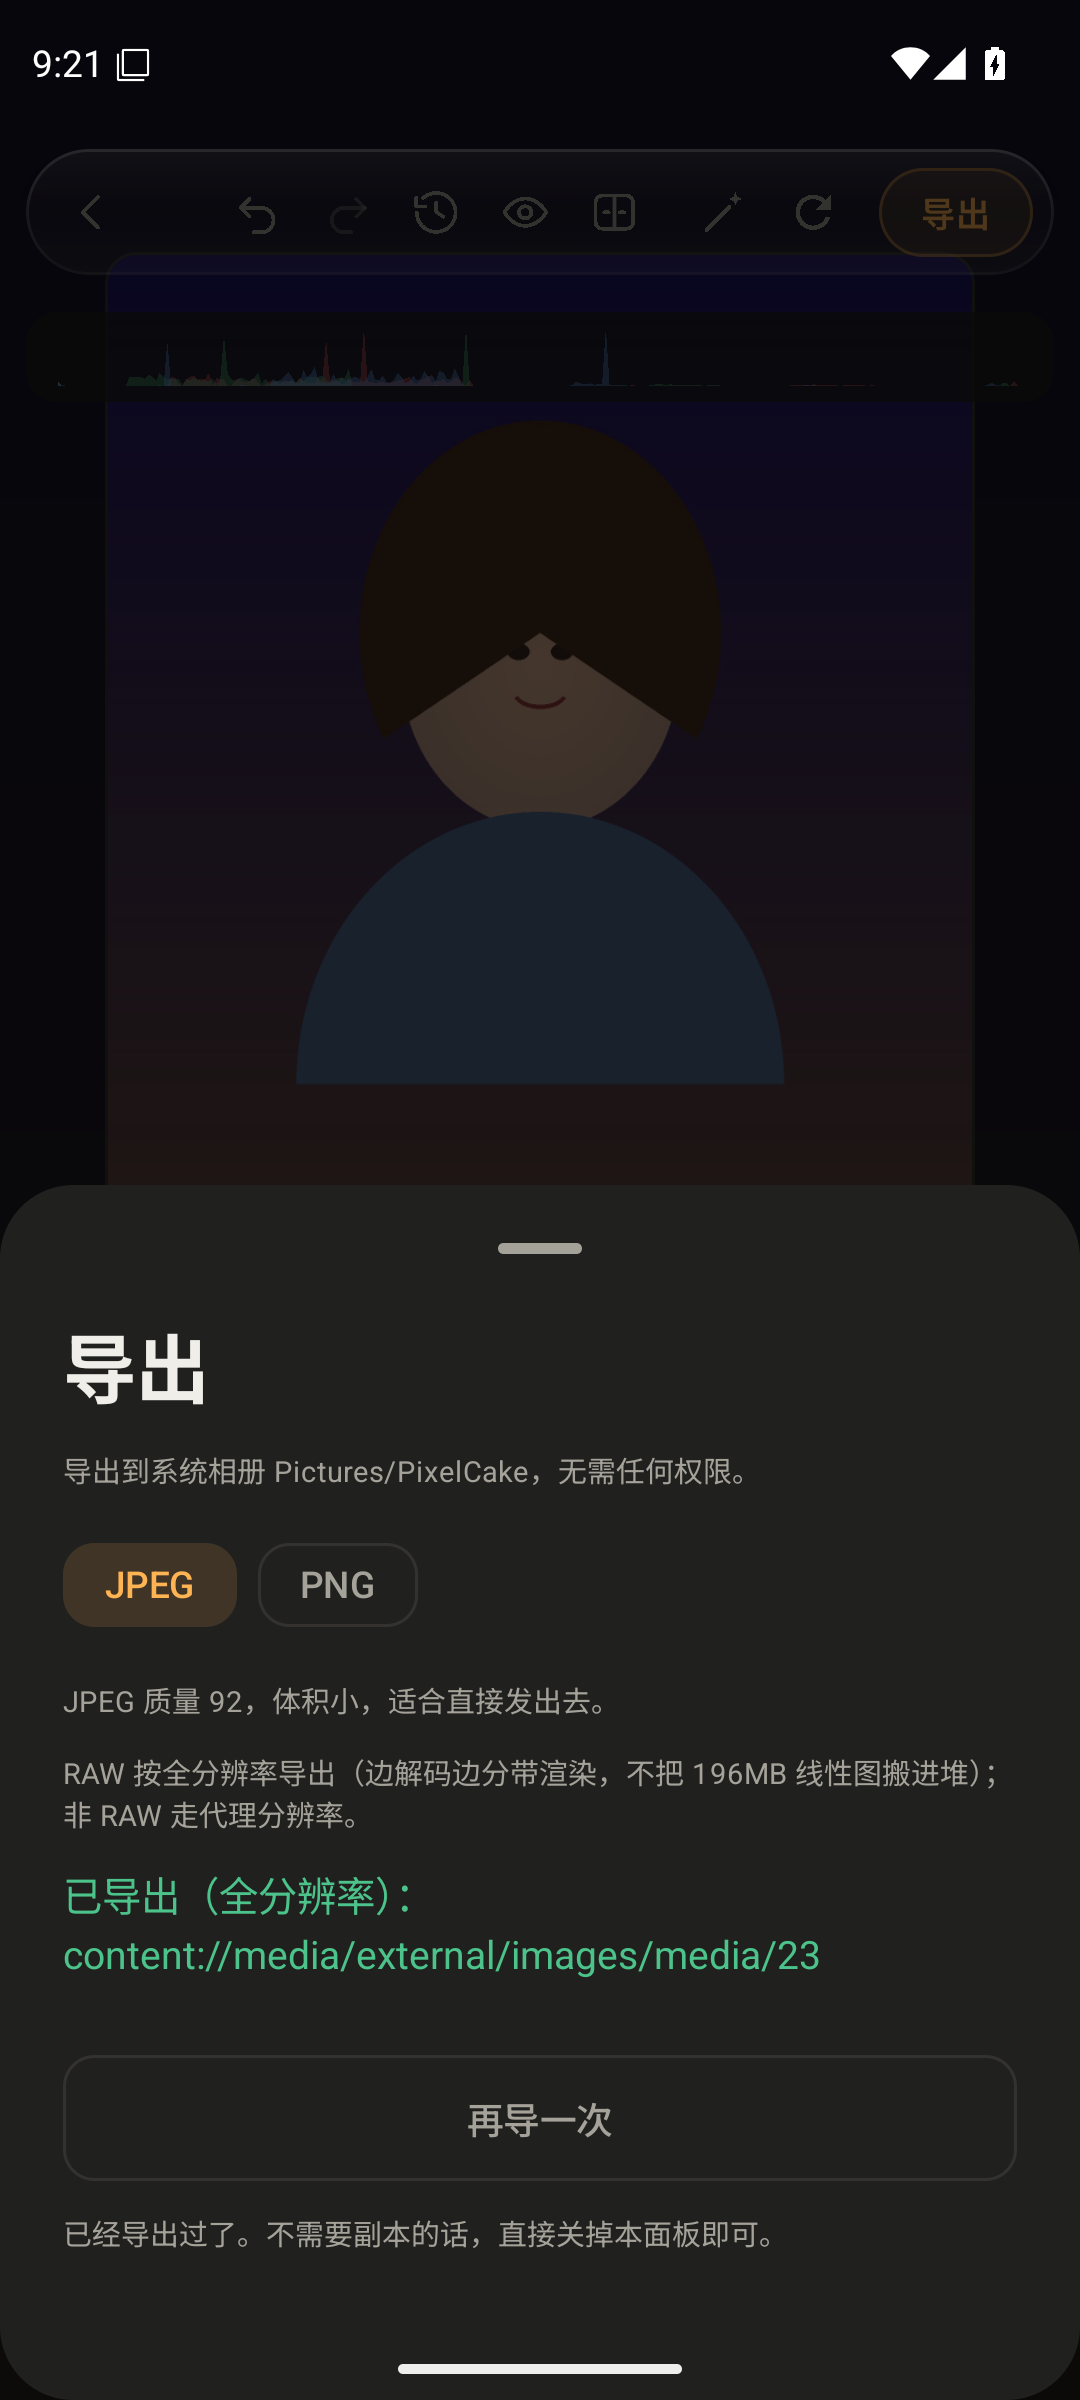 9:21
导出
导出
导出到系统相册 Pictures/PixelCake，无需任何权限。
JPEG
PNG
JPEG 质量 92，体积小，适合直接发出去。
RAW 按全分辨率导出（边解码边分带渲染，不把 196MB 线性图搬进堆）；
非 RAW 走代理分辨率。
已导出（全分辨率）：
content://media/external/images/media/23
再导一次
已经导出过了。不需要副本的话，直接关掉本面板即可。